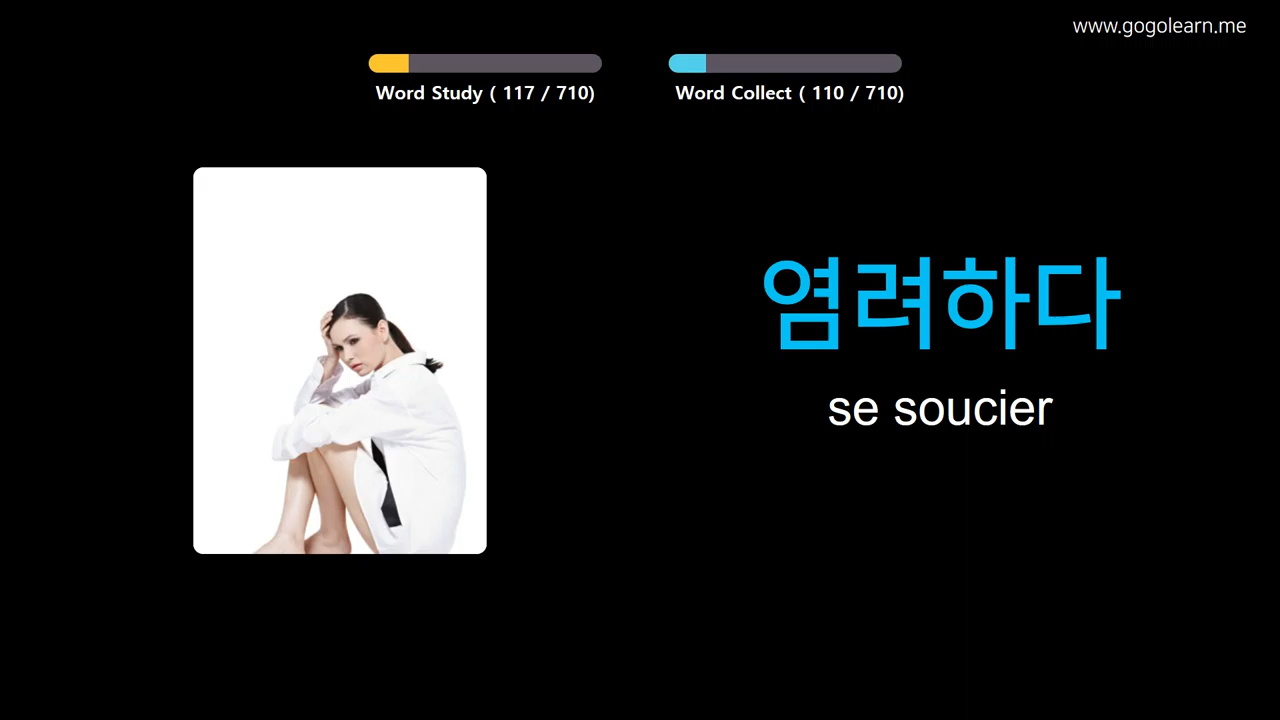 www.gogolearn.me
Word Study ( 117 / 710)
Word Collect ( 110 / 710)
염려하다
se soucier